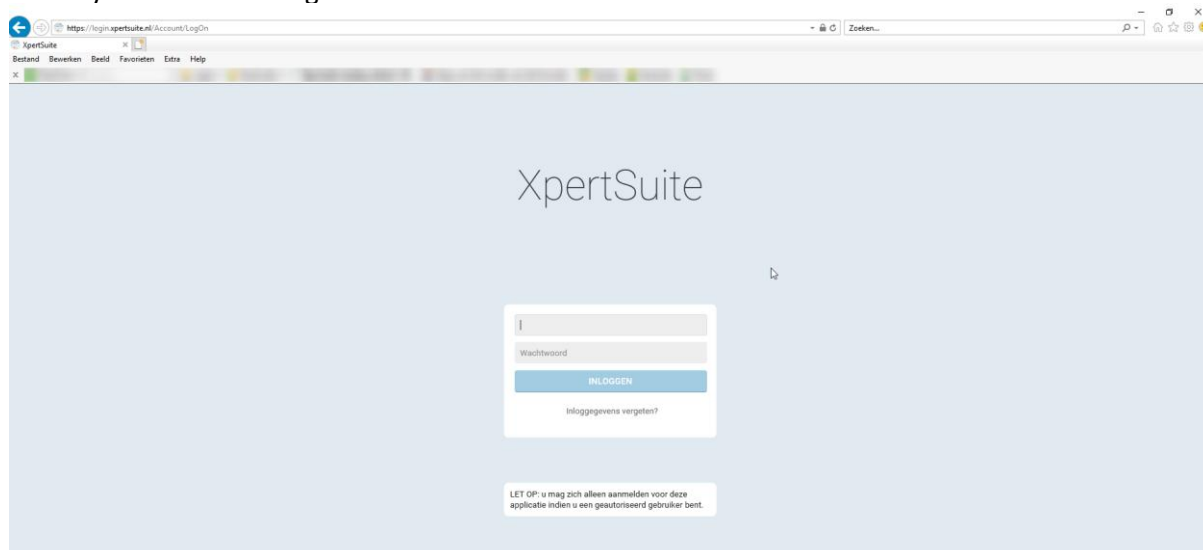 https://login.xpertsuite.nl/Account/LogOn
Zoeken...
XpertSuite
Bestand Bewerken Beeld Favorieten Extra Help
XpertSuite
Wachtwoord
INLOGGEN
Inloggegevens vergeten?
LET OP: u mag zich alleen aanmelden voor deze
applicatie indien u een geautoriseerd gebruiker bent.